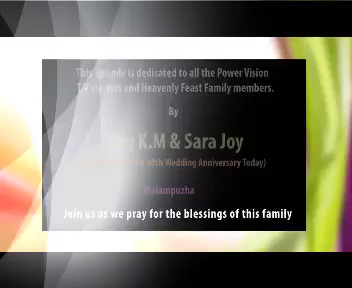 This Episode is dedicated to all the Power Vision
T.V viewers and Heavenly Feast Family members.
By
K.M & Sara Joy
40th Wedding Anniversary Today)
Malampuzha
Join us as we pray for the blessings of this family